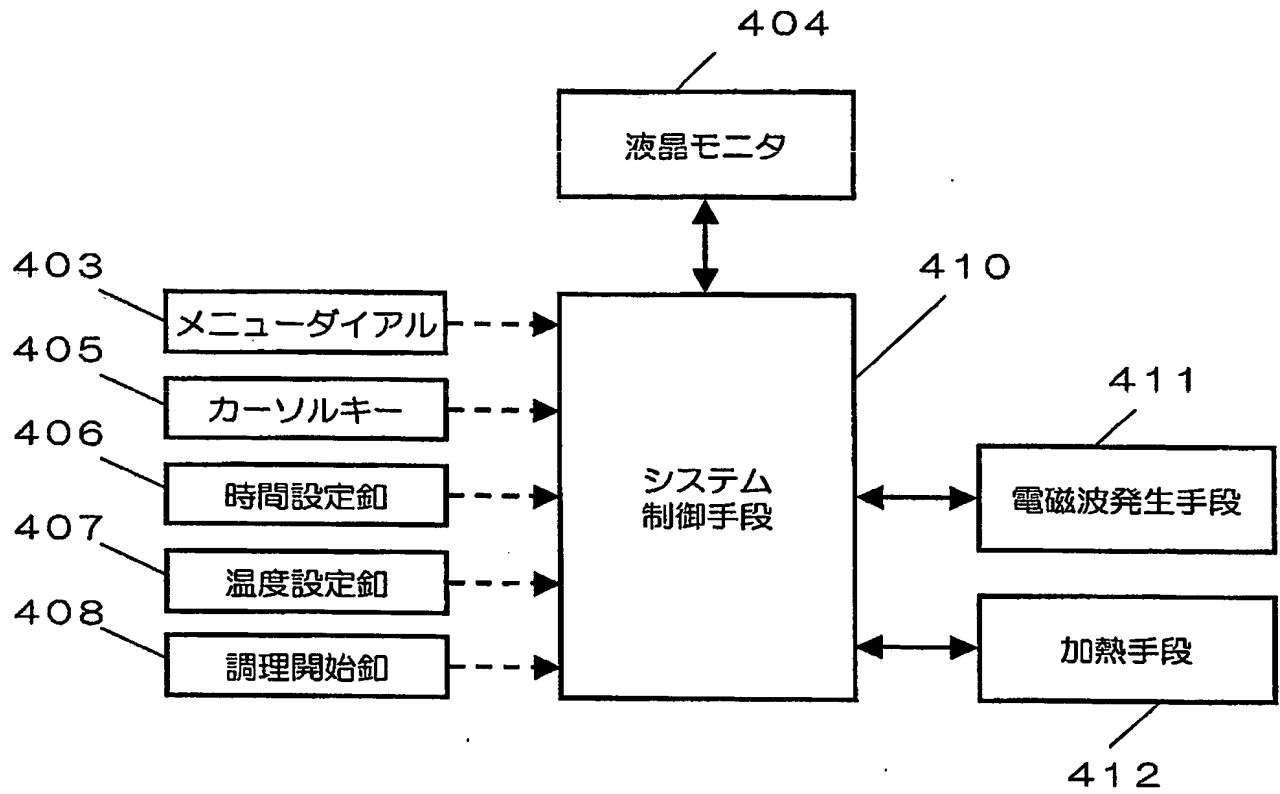 ４０４
液晶モニタ
４０３
メニューダイアル
４１０
４０５
カーソルキー
４０６
時間設定釦
４０７
温度設定釦
４０８
調理開始釦
システム
制御手段
４１１
電磁波発生手段
加熱手段
４１２